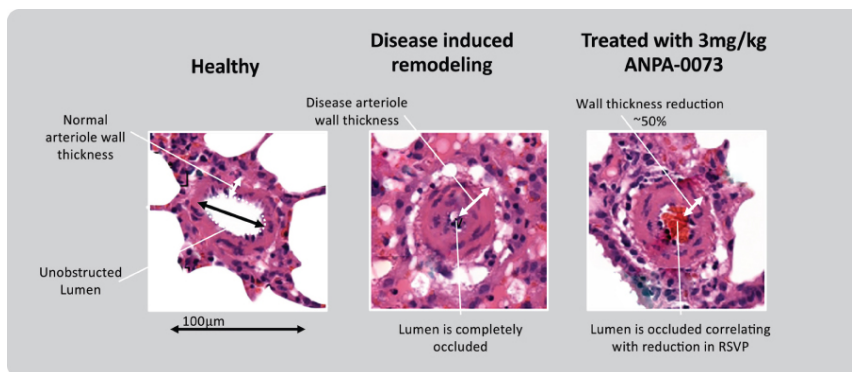 Healthy
Disease induced
remodeling
Treated with 3mg/kg
ANPA-0073
Normal
arteriole wall
thickness
Disease arteriole
wall thickness
Wall thickness reduction
~50%
Unobstructed
Lumen
100μm
Lumen is completely
occluded
Lumen is occluded correlating
with reduction in RSVP